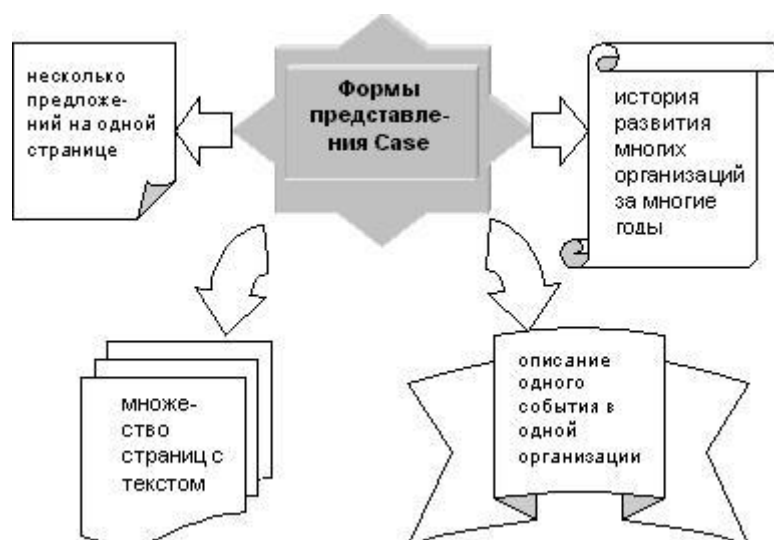 несколько
предложе-
ний на одной
странице
Формы
представле-
ния Case
история
развития
многих
организаций
за многие
годы
множе-
ство
страниц с
текстом
описание
одного
события в
одной
организации